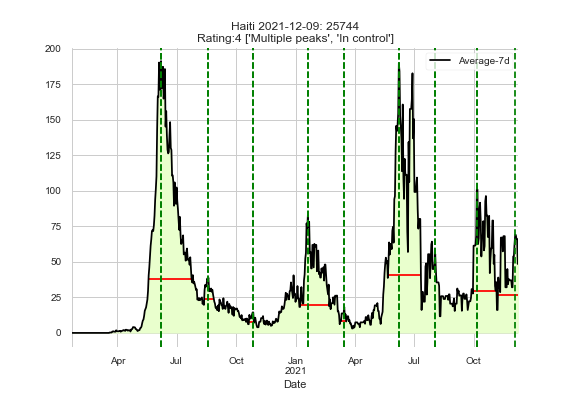 Haiti 2021-12-09: 25744
Rating:4 ['Multiple peaks', 'In control']
Average-7d
200
175
150
125
100
75
50
25
0
Apr Jul Oct Jan Apr Jul Oct
2021
Date